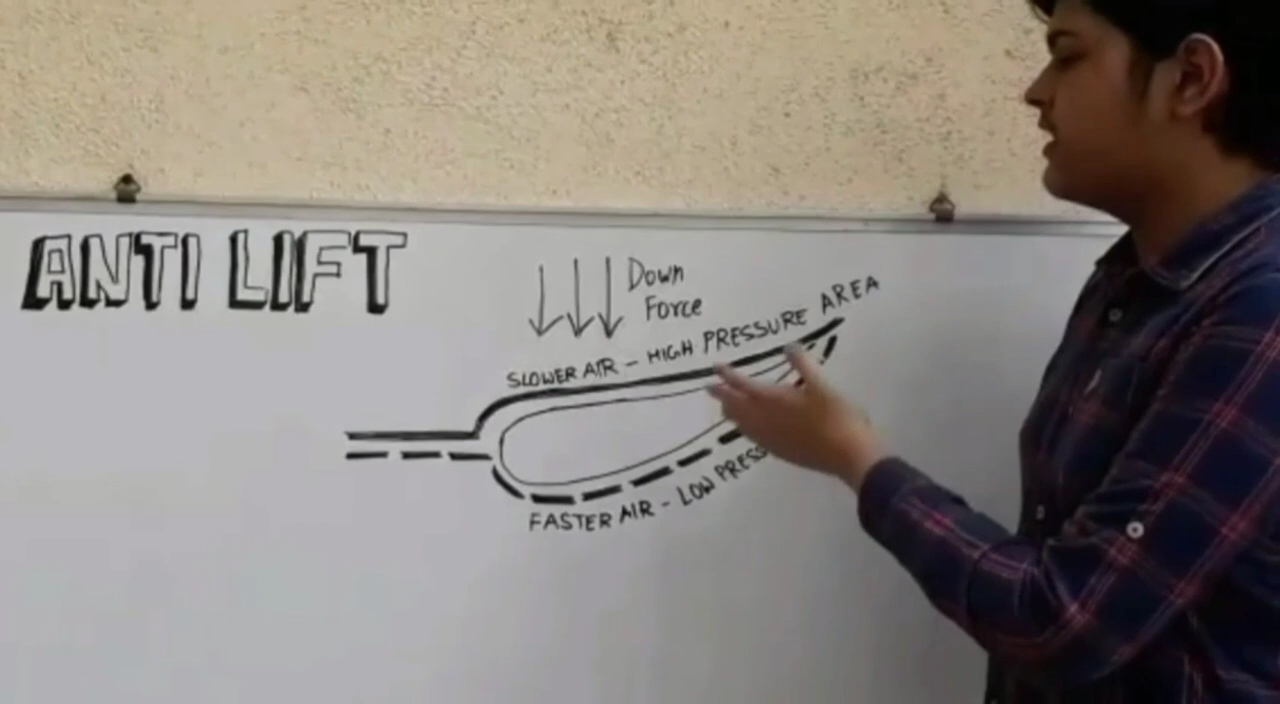 ANTI LIFT
Down
Force
SLOWER AIR - HIGH PRESSURE AREA
FASTER AIR - LOW